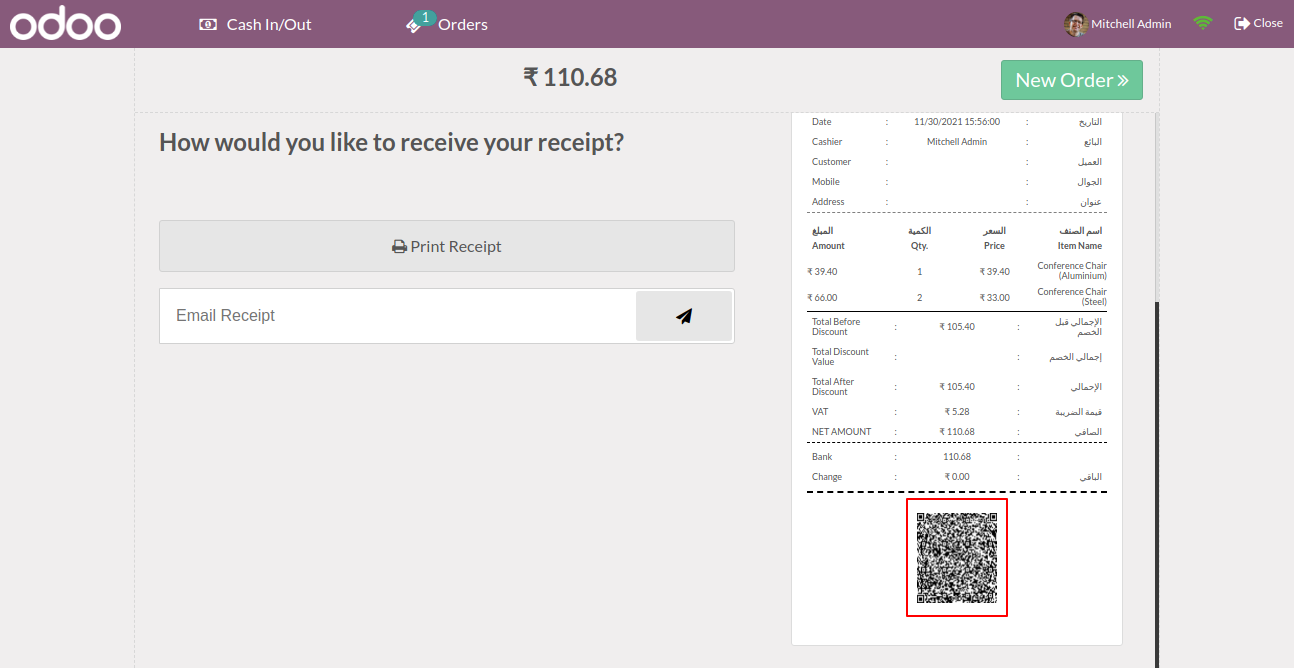 odoo
Cash In/Out
1
Orders
Mitchell Admin
Close
₹ 110.68
New Order »
How would you like to receive your receipt?
Print Receipt
Email Receipt
Date : 11/30/2021 15:56:00 : التاريخ
Cashier : Mitchell Admin : البائع
Customer : : العميل
Mobile : : الجوال
Address : : عنوان
المبلغ الكمية السعر اسم الصنف
Amount Qty. Price Item Name
₹ 39.40 1 ₹ 39.40 Conference Chair
(Aluminium)
₹ 66.00 2 ₹ 33.00 Conference Chair
(Steel)
Total Before : ₹ 105.40 : الإجمالي قبل
Discount الخصم
Total Discount : : إجمالي الخصم
Value
Total After : ₹ 105.40 : الإجمالي
Discount
VAT : ₹ 5.28 : قيمة الضريبة
NET AMOUNT : ₹ 110.68 : الصافي
Bank : 110.68 :
Change : ₹ 0.00 : الباقي